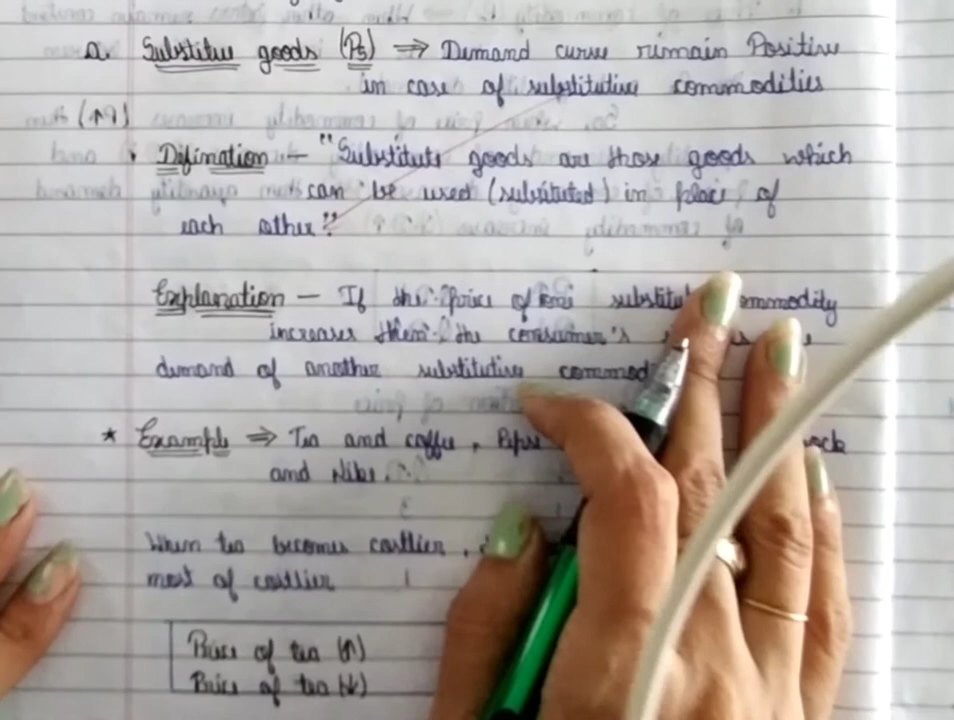 a. Substitue goods (Ps) ⇒ Demand curve remain Positive
in case of substitutive commodities
Defination - "Substitute goods are those goods which
can be used (substituted) in place of
each other"
Explanation - If the price of one commodity
increases then the consumer's
demand of another substitutive
* Example ⇒ Tea and coffee,
and Nike.
When tea becomes costlier,
most of costlier
Price of tea (↑)
Price of tea (↓)